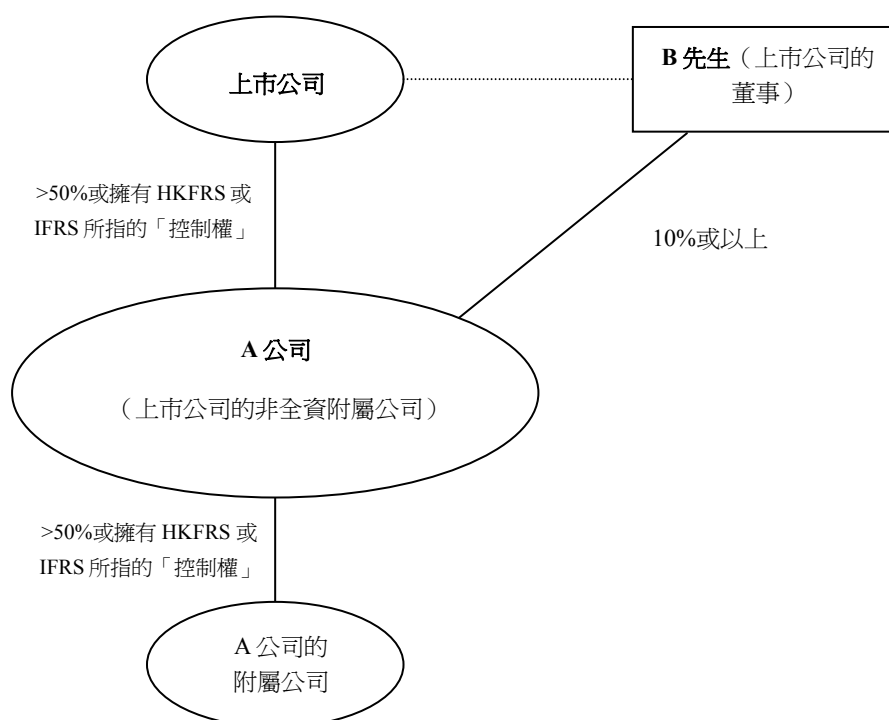 上市公司
B 先生（上市公司的
董事）
>50%或擁有 HKFRS 或
IFRS 所指的「控制權」
10%或以上
A 公司
（上市公司的非全資附屬公司）
>50%或擁有 HKFRS 或
IFRS 所指的「控制權」
A 公司的
附屬公司